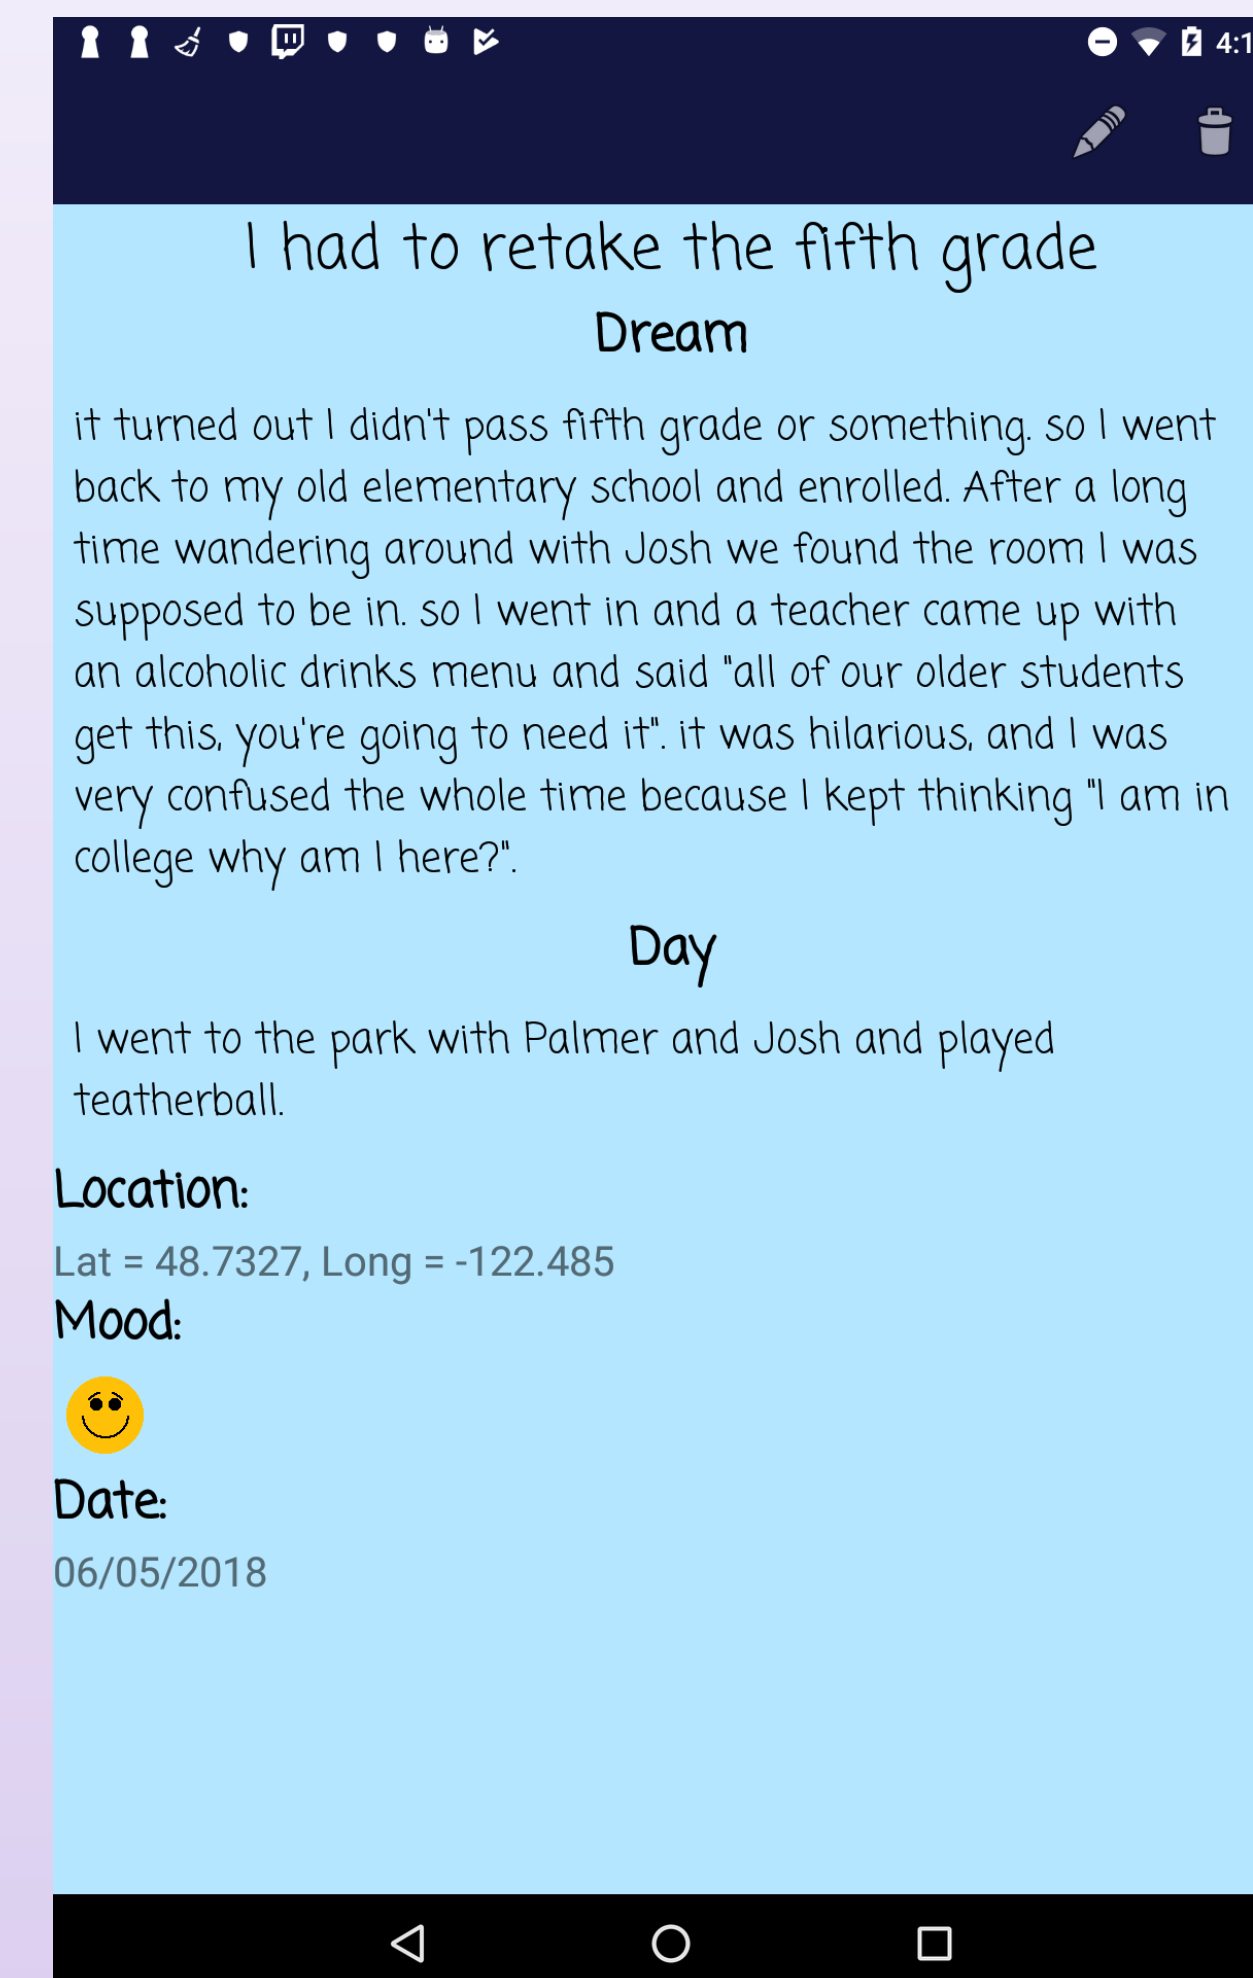 I had to retake the fifth grade
Dream
it turned out I didn't pass fifth grade or something. so I went
back to my old elementary school and enrolled. After a long
time wandering around with Josh we found the room I was
supposed to be in. so I went in and a teacher came up with
an alcoholic drinks menu and said "all of our older students
get this, you're going to need it". it was hilarious, and I was
very confused the whole time because I kept thinking "I am in
college why am I here?".
Day
I went to the park with Palmer and Josh and played
teatherball.
Location:
Lat = 48.7327, Long = -122.485
Mood:
Date:
06/05/2018